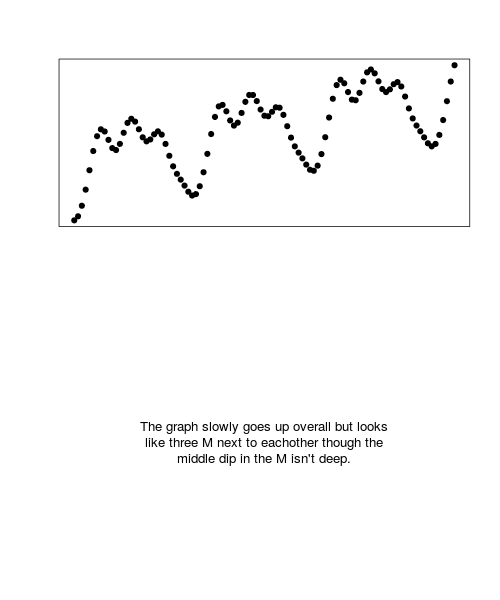 The graph slowly goes up overall but looks
like three M next to eachother though the
middle dip in the M isn't deep.